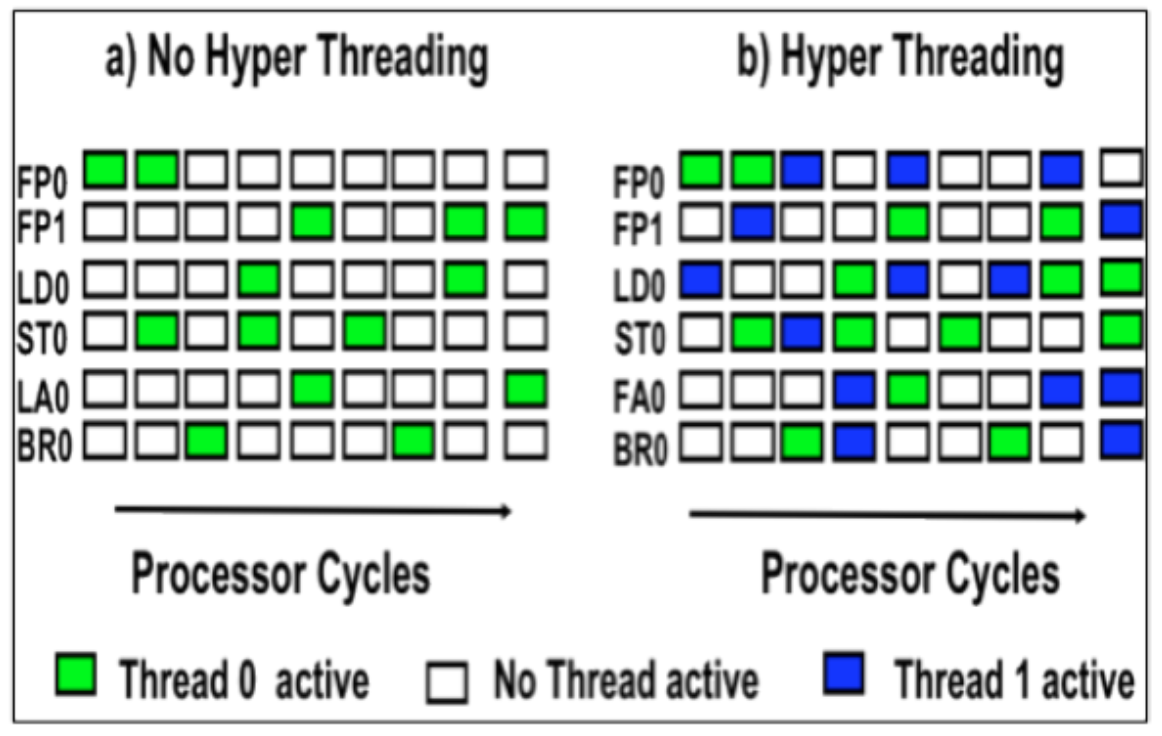 a) No Hyper Threading
FP0
FP1
LD0
ST0
LA0
BR0
Processor Cycles
b) Hyper Threading
FP0
FP1
LD0
ST0
FA0
BR0
Processor Cycles
Thread 0 active
No Thread active
Thread 1 active